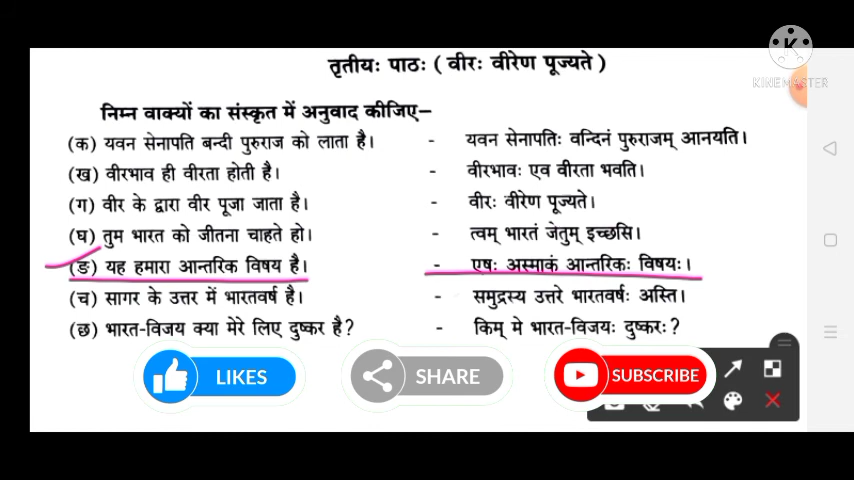 तृतीयः पाठः ( वीरः वीरेण पूज्यते )
KINEMASTER
निम्न वाक्यों का संस्कृत में अनुवाद कीजिए–
(क) यवन सेनापति बन्दी पुरुराज को लाता है। - यवन सेनापतिः वन्दिनं पुरुराजम् आनयति।
(ख) वीरभाव ही वीरता होती है। - वीरभावः एव वीरता भवति।
(ग) वीर के द्वारा वीर पूजा जाता है। - वीरः वीरेण पूज्यते।
(घ) तुम भारत को जीतना चाहते हो। - त्वम् भारतं जेतुम् इच्छसि।
(ङ) यह हमारा आन्तरिक विषय है। - एषः अस्माकं आन्तरिकः विषयः।
(च) सागर के उत्तर में भारतवर्ष है। - समुद्रस्य उत्तरे भारतवर्षः अस्ति।
(छ) भारत-विजय क्या मेरे लिए दुष्कर है? - किम् मे भारत-विजयः दुष्करः?
LIKES SHARE SUBSCRIBE